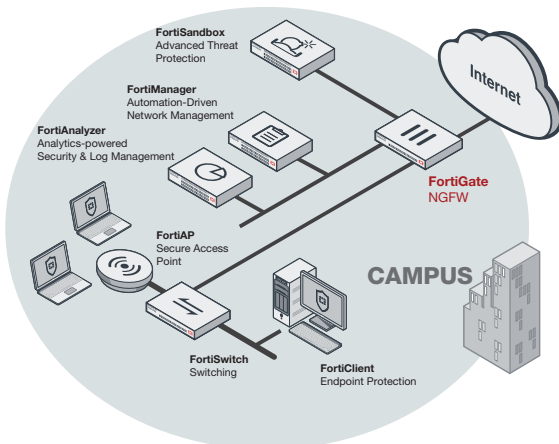 FortiSandbox
Advanced Threat
Protection
Internet
FortiManager
Automation-Driven
Network Management
FortiAnalyzer
Analytics-powered
Security & Log Management
FortiGate
NGFW
FortiAP
Secure Access
Point
CAMPUS
FortiSwitch
Switching
FortiClient
Endpoint Protection